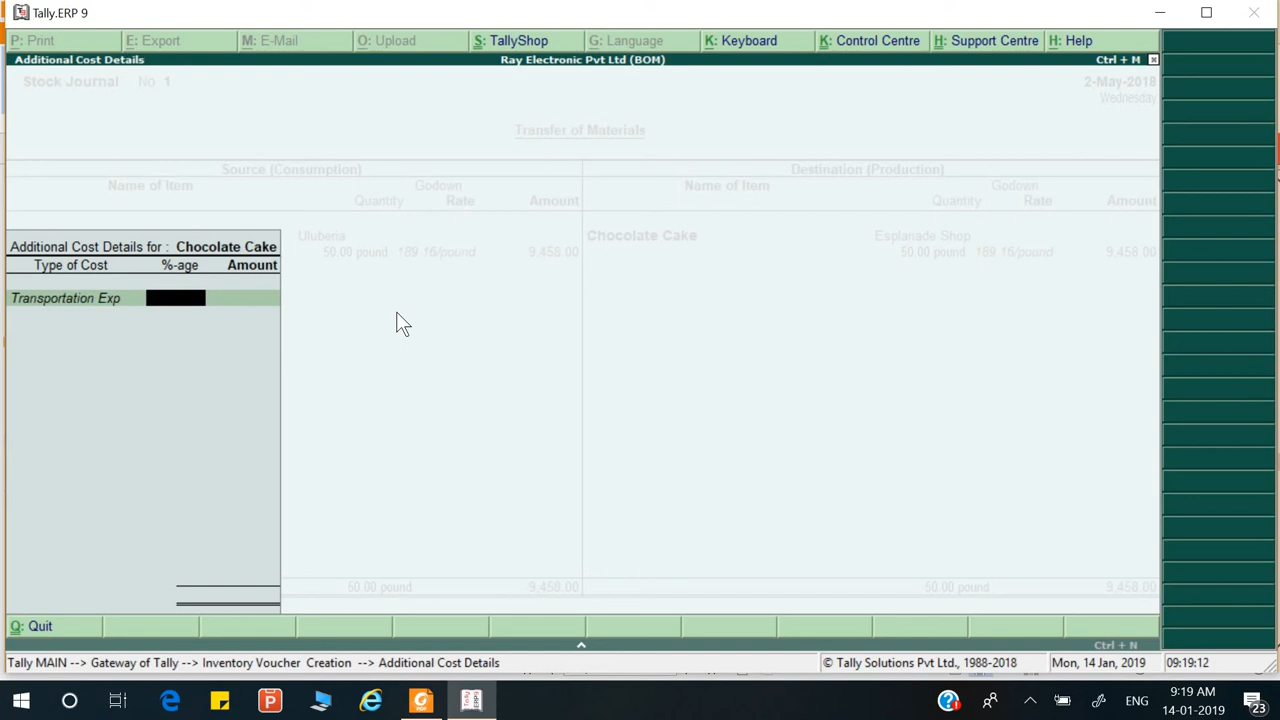 Tally.ERP 9
P: Print E: Export M: E-Mail O: Upload S: TallyShop G: Language K: Keyboard K: Control Centre H: Support Centre H: Help
Additional Cost Details Ray Electronic Pvt Ltd (BOM) Ctrl + M
Stock Journal No. 1 2-May-2018
Wednesday
Transfer of Materials
Source (Consumption) Destination (Production)
Name of Item Godown Name of Item Godown
Quantity Rate Amount Quantity Rate Amount
Uluberia Chocolate Cake Esplanade Shop
50.00 pound 189.16/pound 9,458.00 50.00 pound 189.16/pound 9,458.00
Additional Cost Details for : Chocolate Cake
Type of Cost %-age Amount
Transportation Exp
50.00 pound 9,458.00 50.00 pound 9,458.00
Q: Quit
Ctrl + N
Tally MAIN --> Gateway of Tally --> Inventory Voucher Creation --> Additional Cost Details © Tally Solutions Pvt Ltd., 1988-2018 Mon, 14 Jan, 2019 09:19:12
ENG 9:19 AM
14-01-2019
23